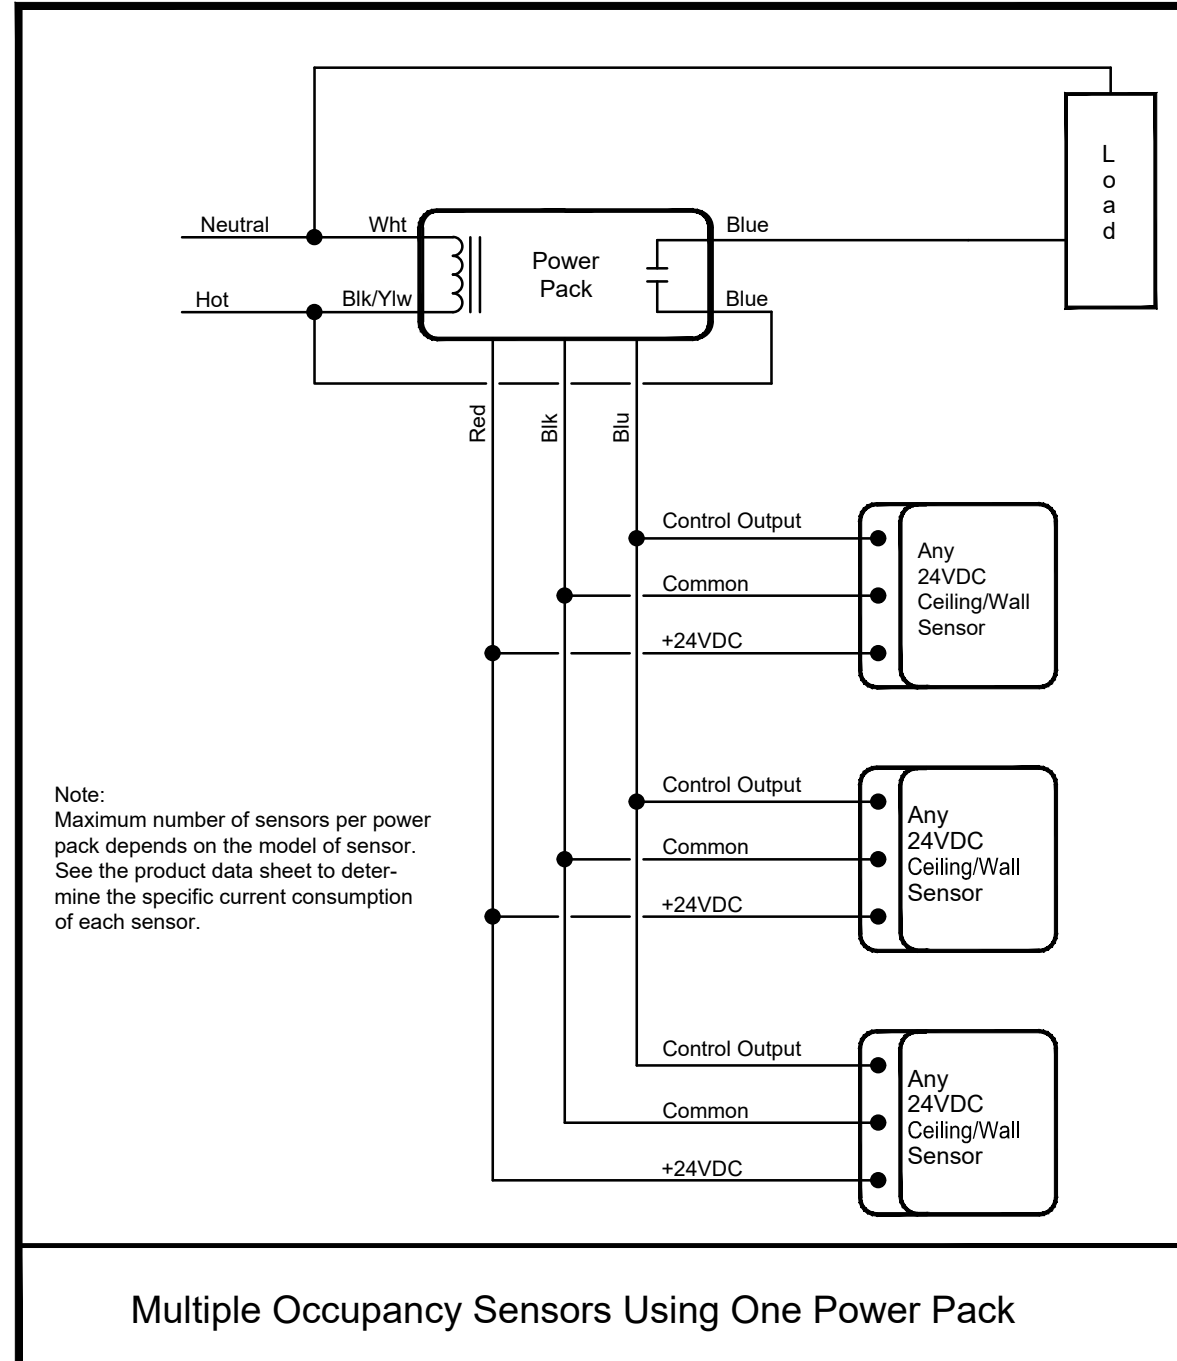 L
o
a
d
Neutral
Wht
Blue
Power
Pack
Hot
Blk/Ylw
Blue
Red
Blk
Blu
Control Output
Common
+24VDC
Any
24VDC
Ceiling/Wall
Sensor
Note:
Maximum number of sensors per power
pack depends on the model of sensor.
See the product data sheet to deter-
mine the specific current consumption
of each sensor.
Control Output
Common
+24VDC
Any
24VDC
Ceiling/Wall
Sensor
Control Output
Common
+24VDC
Any
24VDC
Ceiling/Wall
Sensor
Multiple Occupancy Sensors Using One Power Pack